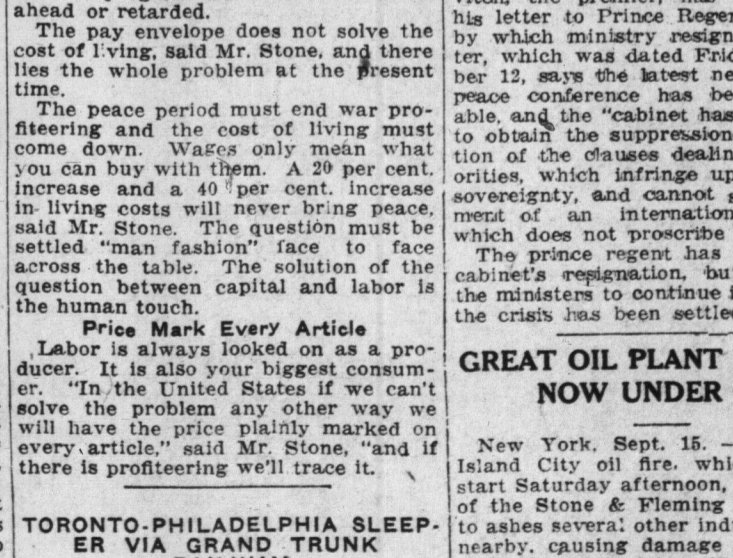 ahead or retarded.
The pay envelope does not solve the
cost of living, said Mr. Stone, and there
lies the whole problem at the present
time.
The peace period must end war pro-
fiteering and the cost of living must
come down. Wages only mean what
you can buy with them. A 20 per cent.
increase and a 40 per cent. increase
in living costs will never bring peace,
said Mr. Stone. The question must be
settled "man fashion" face to face
across the table. The solution of the
question between capital and labor is
the human touch.
Price Mark Every Article
Labor is always looked on as a pro-
ducer. It is also your biggest consum-
er. "In the United States if we can't
solve the problem any other way we
will have the price plainly marked on
every article," said Mr. Stone, "and if
there is profiteering we'll trace it.
TORONTO-PHILADELPHIA SLEEP-
ER VIA GRAND TRUNK
his letter to Prince Reger
by which ministry resign
ter, which was dated Frid
ber 12, says the latest ne
peace conference has be
able, and the "cabinet has
to obtain the suppression
tion of the clauses dealin
orities, which infringe up
sovereignty, and cannot
ment of an internation
which does not proscribe
The prince regent has
cabinet's resignation, bu
the ministers to continue i
the crisis has been settle
GREAT OIL PLANT
NOW UNDER
New York, Sept. 15. —
Island City oil fire, whi
start Saturday afternoon,
of the Stone & Fleming
to ashes several other ind
nearby, causing damage